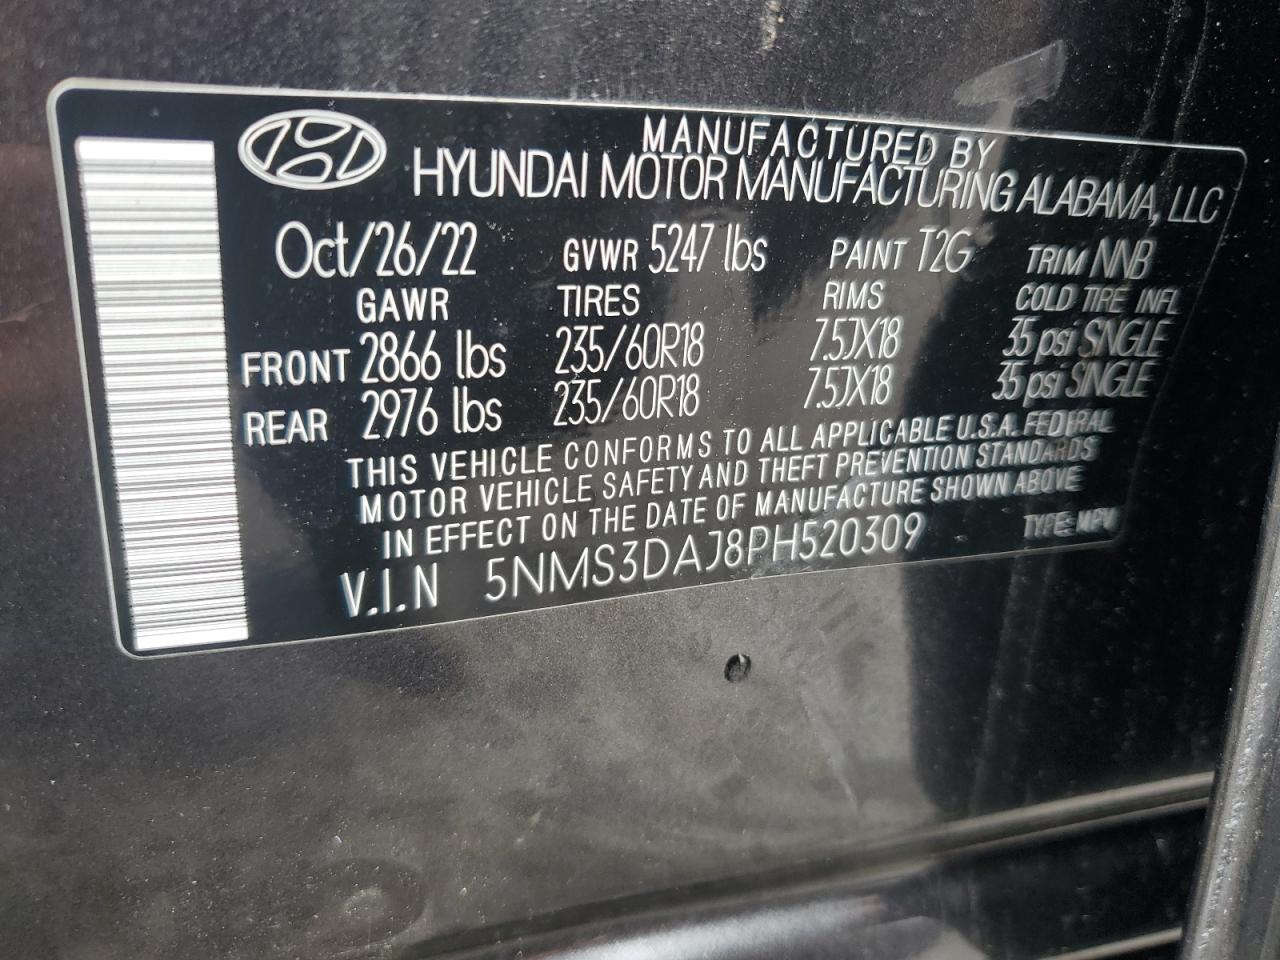 MANUFACTURED BY
HYUNDAI MOTOR MANUFACTURING ALABAMA, LLC
Oct/26/22 GVWR 5247 lbs PAINT T2G TRIM NNB
GAWR TIRES RIMS COLD TIRE INFL
FRONT 2866 lbs 235/60R18 7.5JX18 35 psi SNGLE
REAR 2976 lbs 235/60R18 7.5JX18 35 psi SINGLE
THIS VEHICLE CONFORMS TO ALL APPLICABLE U.S.A. FEDERAL
MOTOR VEHICLE SAFETY AND THEFT PREVENTION STANDARDS
IN EFFECT ON THE DATE OF MANUFACTURE SHOWN ABOVE
V.I.N 5NMS3DAJ8PH520309 TYPE: MPV